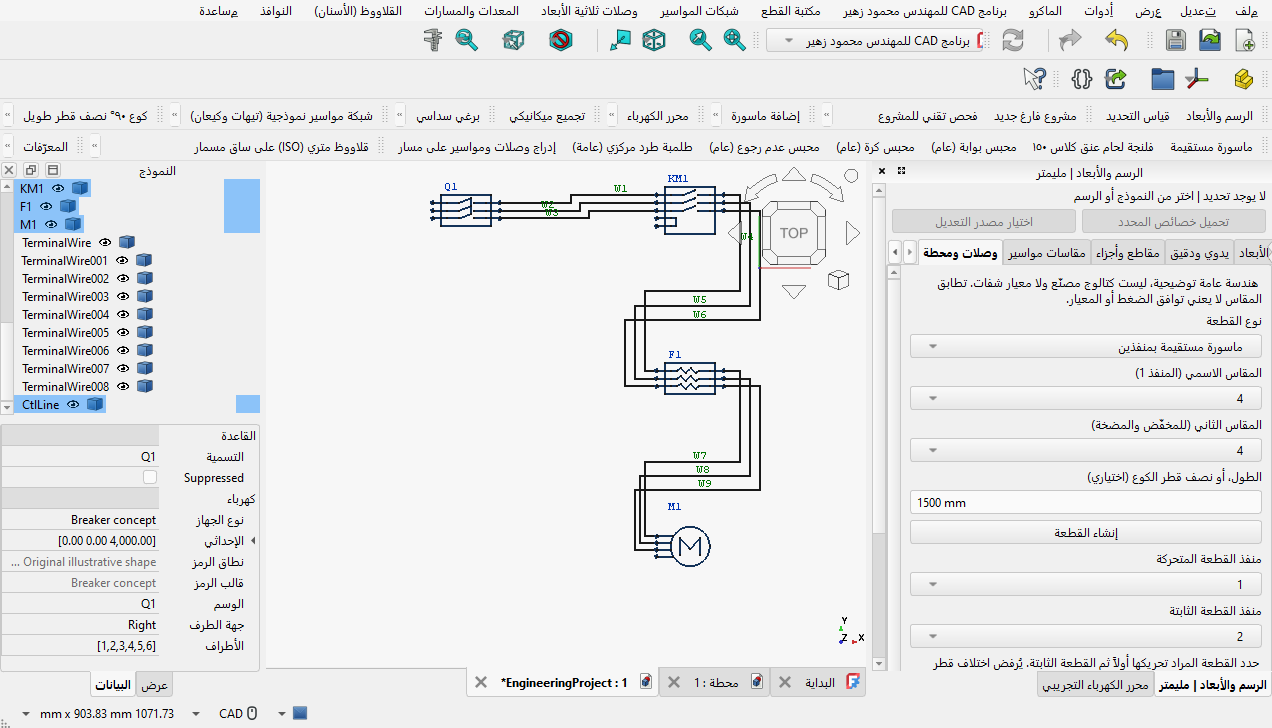 ملف
تعديل
عرض
أدوات
الماكرو
برنامج CAD للمهندس محمود زهير
مكتبة القطع
شبكات المواسير
وصلات ثلاثية الأبعاد
المعدات والمسارات
القلاووظ (الأسنان)
النوافذ
مساعدة
برنامج CAD للمهندس محمود زهير
الرسم والأبعاد
قياس التحديد
مشروع فارغ جديد
فحص تقني للمشروع
إضافة ماسورة
محرر الكهرباء
تجميع ميكانيكي
برغي سداسي
شبكة مواسير نموذجية (تيهات وكيعان)
كوع ٩٠° نصف قطر طويل
ماسورة مستقيمة
فلنجة لحام عنق كلاس ١٥٠
محبس بوابة (عام)
محبس كرة (عام)
محبس عدم رجوع (عام)
طلمبة طرد مركزي (عامة)
إدراج وصلات ومواسير على مسار
قلاووظ متري (ISO) على ساق مسمار
المعرّفات
الرسم والأبعاد | مليمتر
لا يوجد تحديد | اختر من النموذج أو الرسم
تحميل خصائص المحدد
اختيار مصدر التعديل
الأبعاد
يدوي ودقيق
مقاطع وأجزاء
مقاسات مواسير
وصلات ومحطة
هندسة عامة توضيحية، ليست كتالوج مصنّع ولا معيار شفات. تطابق
المقاس لا يعني توافق الضغط أو المعيار.
نوع القطعة
ماسورة مستقيمة بمنفذين
المقاس الاسمي (المنفذ 1)
4
المقاس الثاني (للمخفّض والمضخة)
4
الطول، أو نصف قطر الكوع (اختياري)
1500 mm
إنشاء القطعة
منفذ القطعة المتحركة
1
منفذ القطعة الثابتة
2
حدد القطعة المراد تحريكها أولاً ثم القطعة الثابتة. يُرفض اختلاف قطر
الرسم والأبعاد | مليمتر
محرر الكهرباء التجريبي
Q1
W1
W2
W3
KM1
W4
TOP
W5
W6
F1
W7
W8
W9
M1
M
Y
Z
X
النموذج
KM1
F1
M1
TerminalWire
TerminalWire001
TerminalWire002
TerminalWire003
TerminalWire004
TerminalWire005
TerminalWire006
TerminalWire007
TerminalWire008
CtlLine
القاعدة
التسمية
Q1
Suppressed
كهرباء
نوع الجهاز
Breaker concept
الإحداثي
[0.00 0.00 4,000.00]
نطاق الرمز
Original illustrative shape ...
قالب الرمز
Breaker concept
الوسم
Q1
جهة الطرف
Right
الأطراف
[1,2,3,4,5,6]
عرض
البيانات
البداية
محطة : 1
EngineeringProject : 1*
CAD
mm x 903.83 mm 1071.73